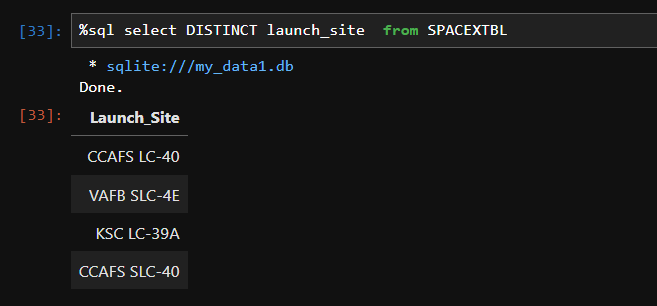 [33]: %sql select DISTINCT launch_site  from SPACEXTBL
* sqlite:///my_data1.db
Done.
[33]: Launch_Site
CCAFS LC-40
VAFB SLC-4E
KSC LC-39A
CCAFS SLC-40